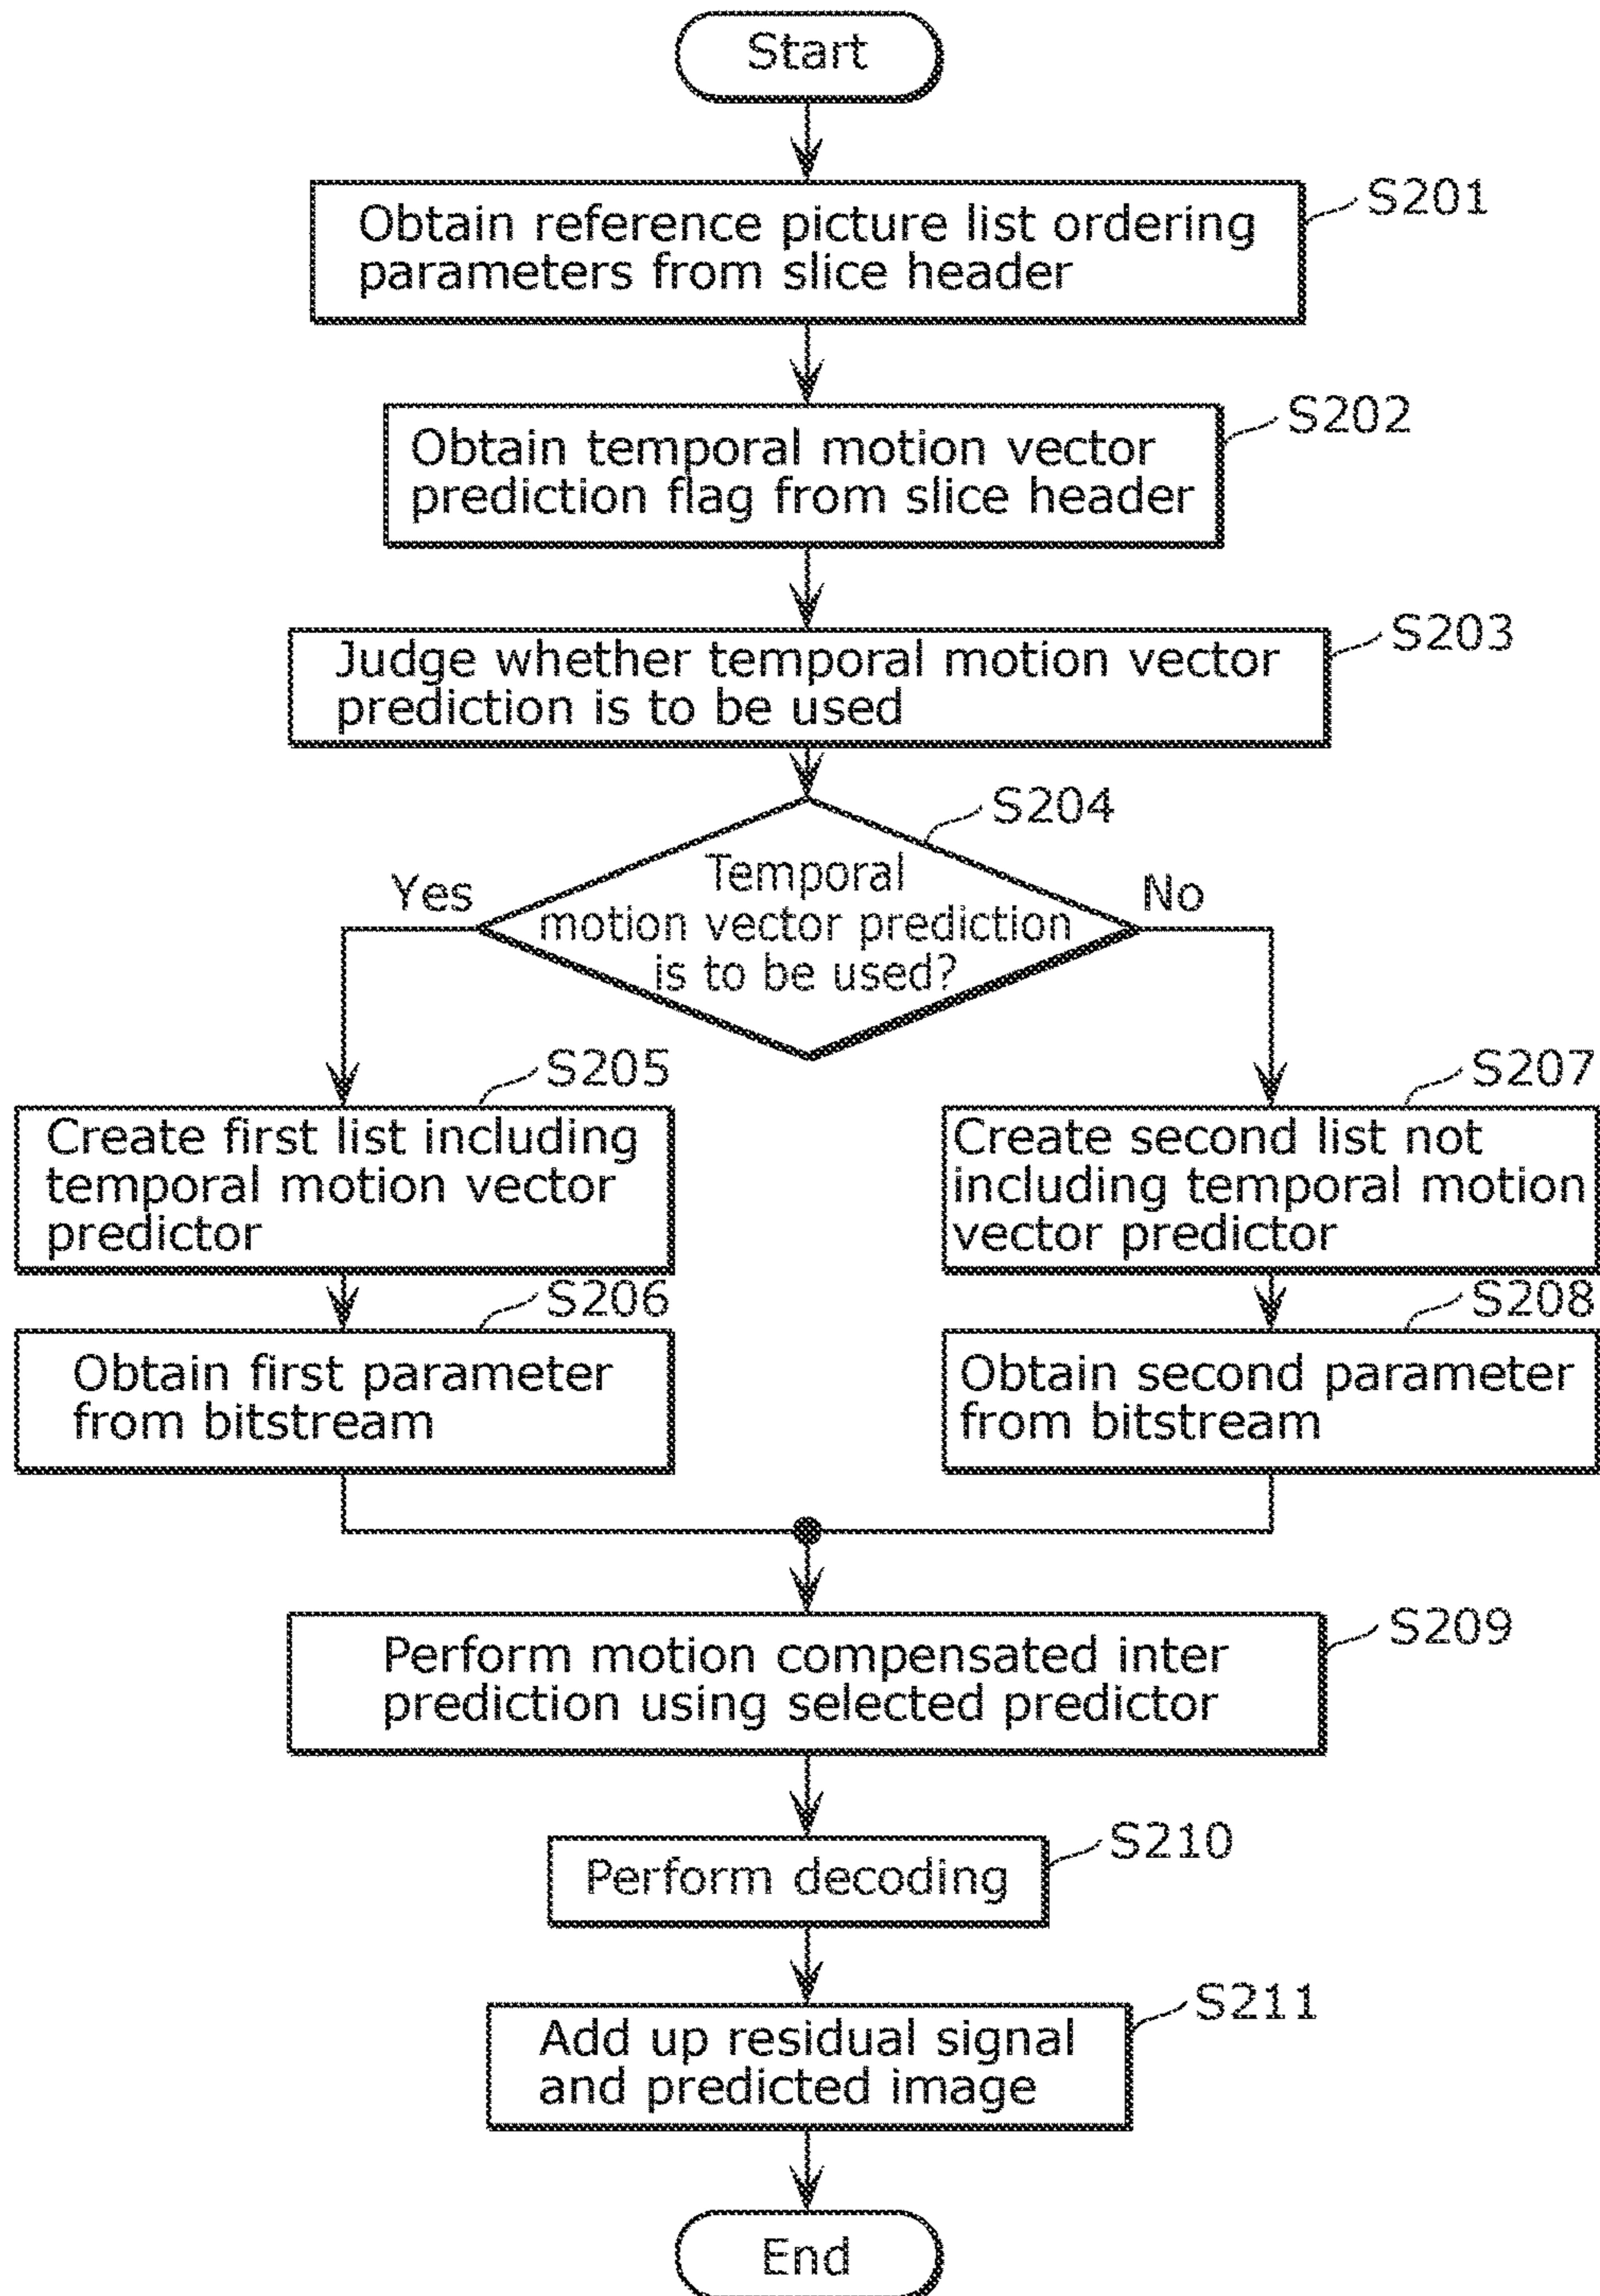 Start
S201
Obtain reference picture list ordering
parameters from slice header
S202
Obtain temporal motion vector
prediction flag from slice header
S203
Judge whether temporal motion vector
prediction is to be used
S204
Temporal
motion vector prediction
is to be used?
Yes
No
S205
Create first list including
temporal motion vector
predictor
S207
Create second list not
including temporal motion
vector predictor
S206
Obtain first parameter
from bitstream
S208
Obtain second parameter
from bitstream
S209
Perform motion compensated inter
prediction using selected predictor
S210
Perform decoding
S211
Add up residual signal
and predicted image
End